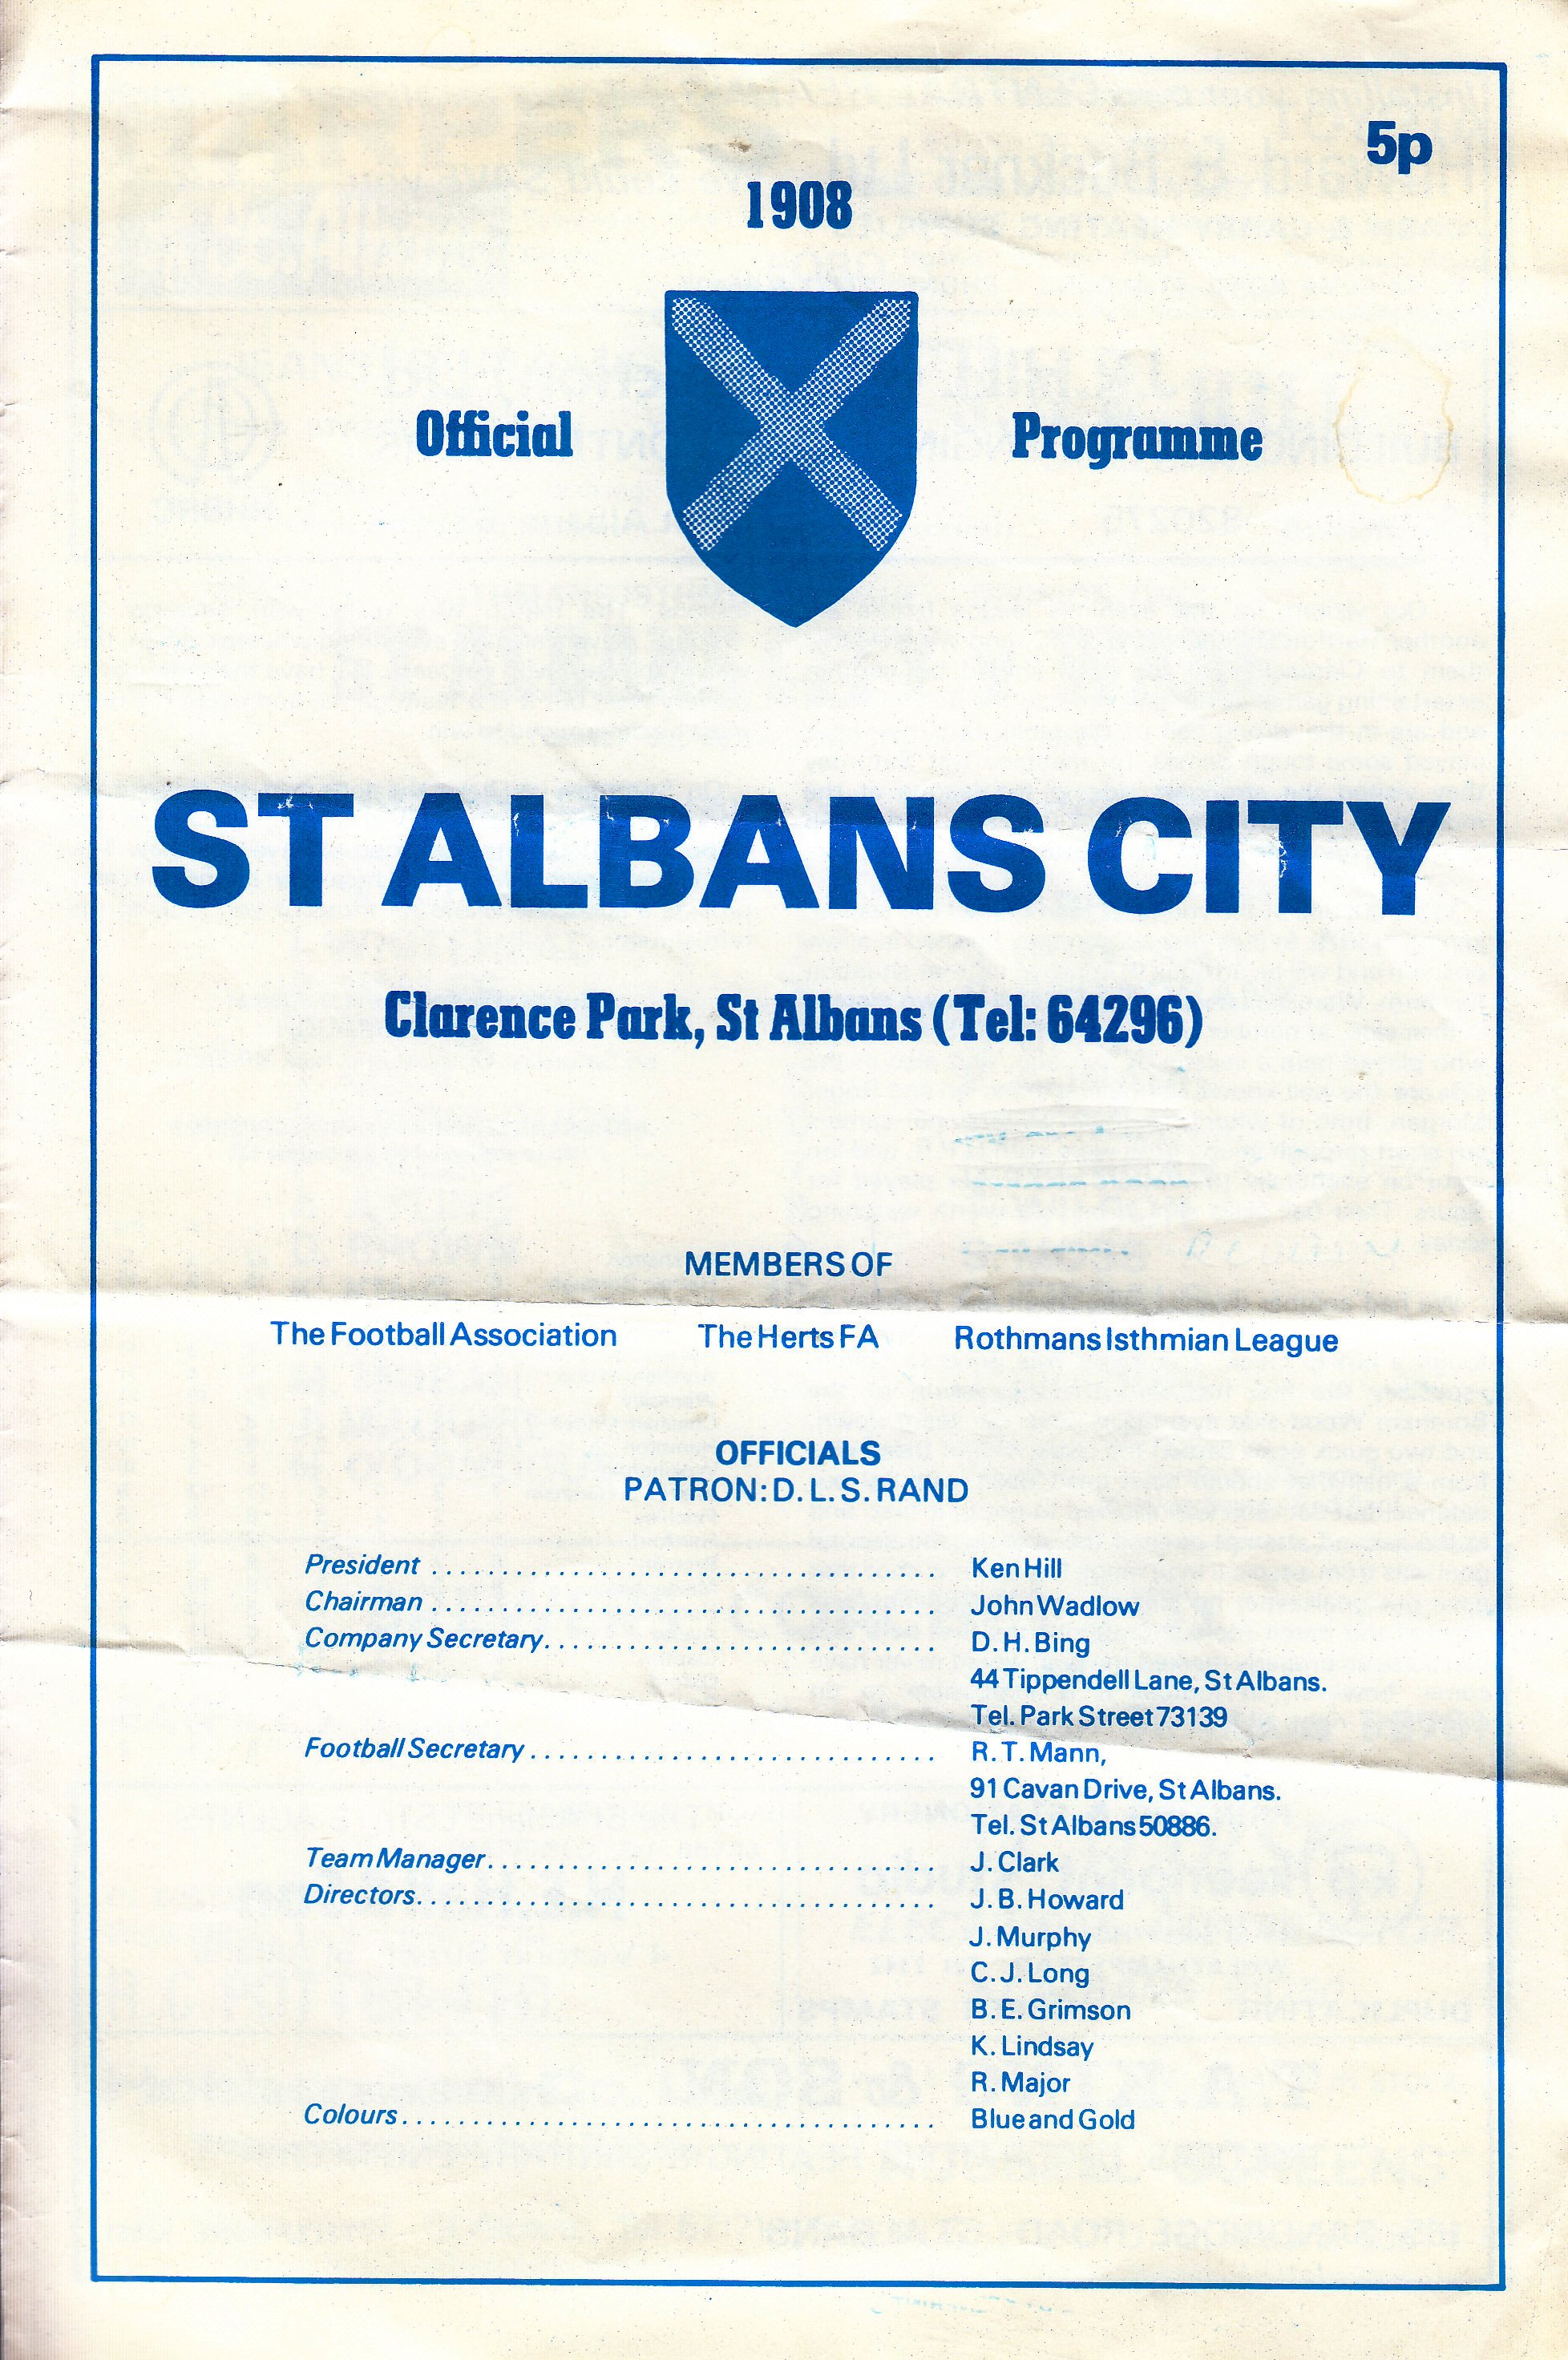 5p
1908
Official Programme
ST ALBANS CITY
Clarence Park, St Albans (Tel: 64296)
MEMBERS OF
The Football Association The Herts FA Rothmans Isthmian League
OFFICIALS
PATRON: D. L. S. RAND
President .................................... Ken Hill
Chairman .................................... John Wadlow
Company Secretary............................ D. H. Bing
44 Tippendell Lane, St Albans.
Tel. Park Street 73139
Football Secretary ............................. R. T. Mann,
91 Cavan Drive, St Albans.
Tel. St Albans 50886.
Team Manager................................ J. Clark
Directors..................................... J. B. Howard
J. Murphy
C. J. Long
B. E. Grimson
K. Lindsay
R. Major
Colours...................................... Blue and Gold